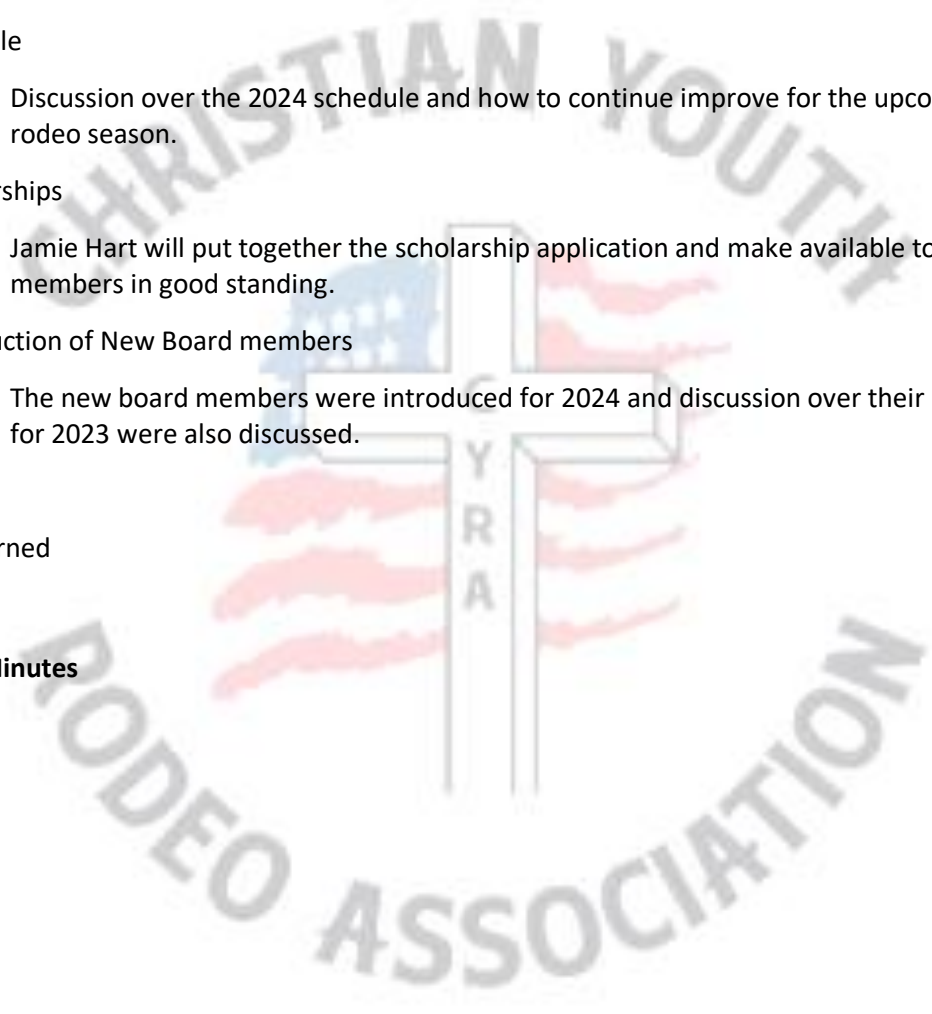 le
Discussion over the 2024 schedule and how to continue improve for the upco
rodeo season.
rships
Jamie Hart will put together the scholarship application and make available to
members in good standing.
uction of New Board members
The new board members were introduced for 2024 and discussion over their
for 2023 were also discussed.
rned
Minutes
CHRISTIAN YOUTH
C
Y
R
A
RODEO ASSOCIATION